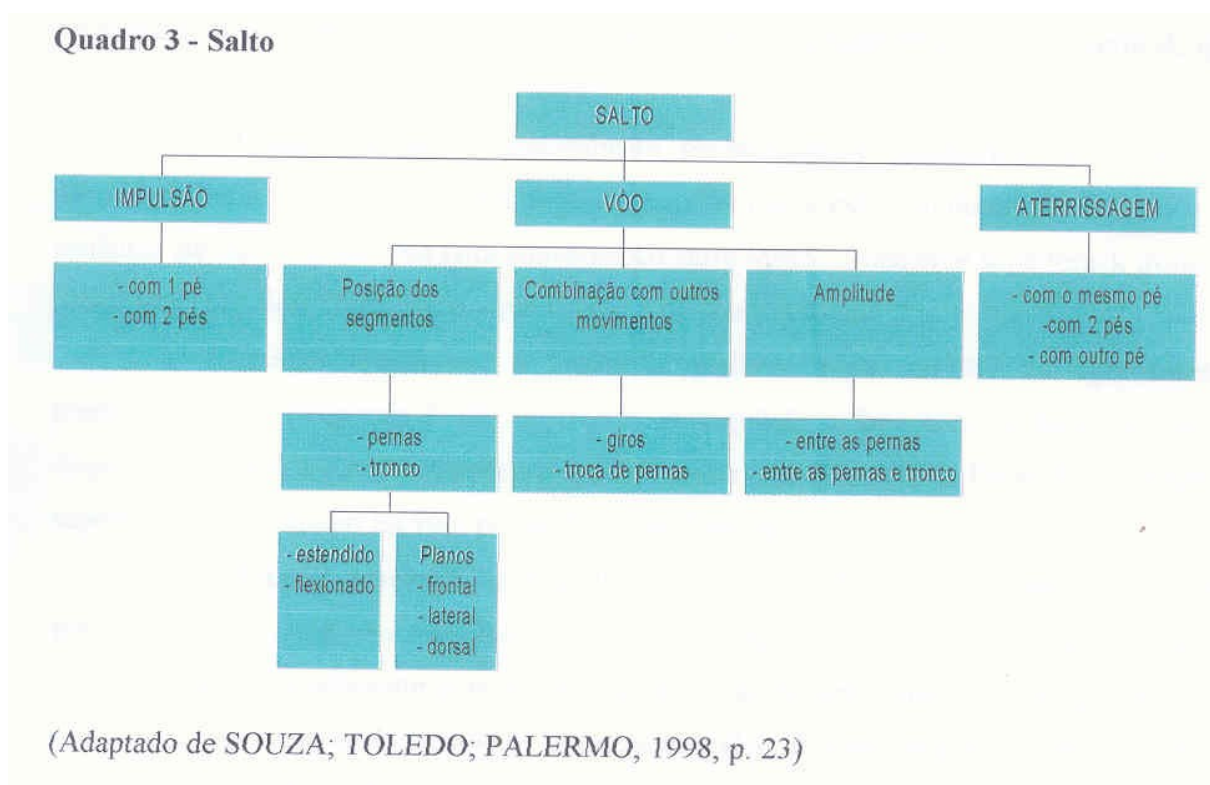 Quadro 3 - Salto
SALTO
IMPULSÃO
VÔO
ATERRISSAGEM
- com 1 pé
- com 2 pés
Posição dos
segmentos
Combinação com outros
movimentos
Amplitude
- com o mesmo pé
-com 2 pés
- com outro pé
- pernas
- tronco
- giros
- troca de pernas
- entre as pernas
- entre as pernas e tronco
- estendido
- flexionado
Planos
- frontal
- lateral
- dorsal
(Adaptado de SOUZA; TOLEDO; PALERMO, 1998, p. 23)